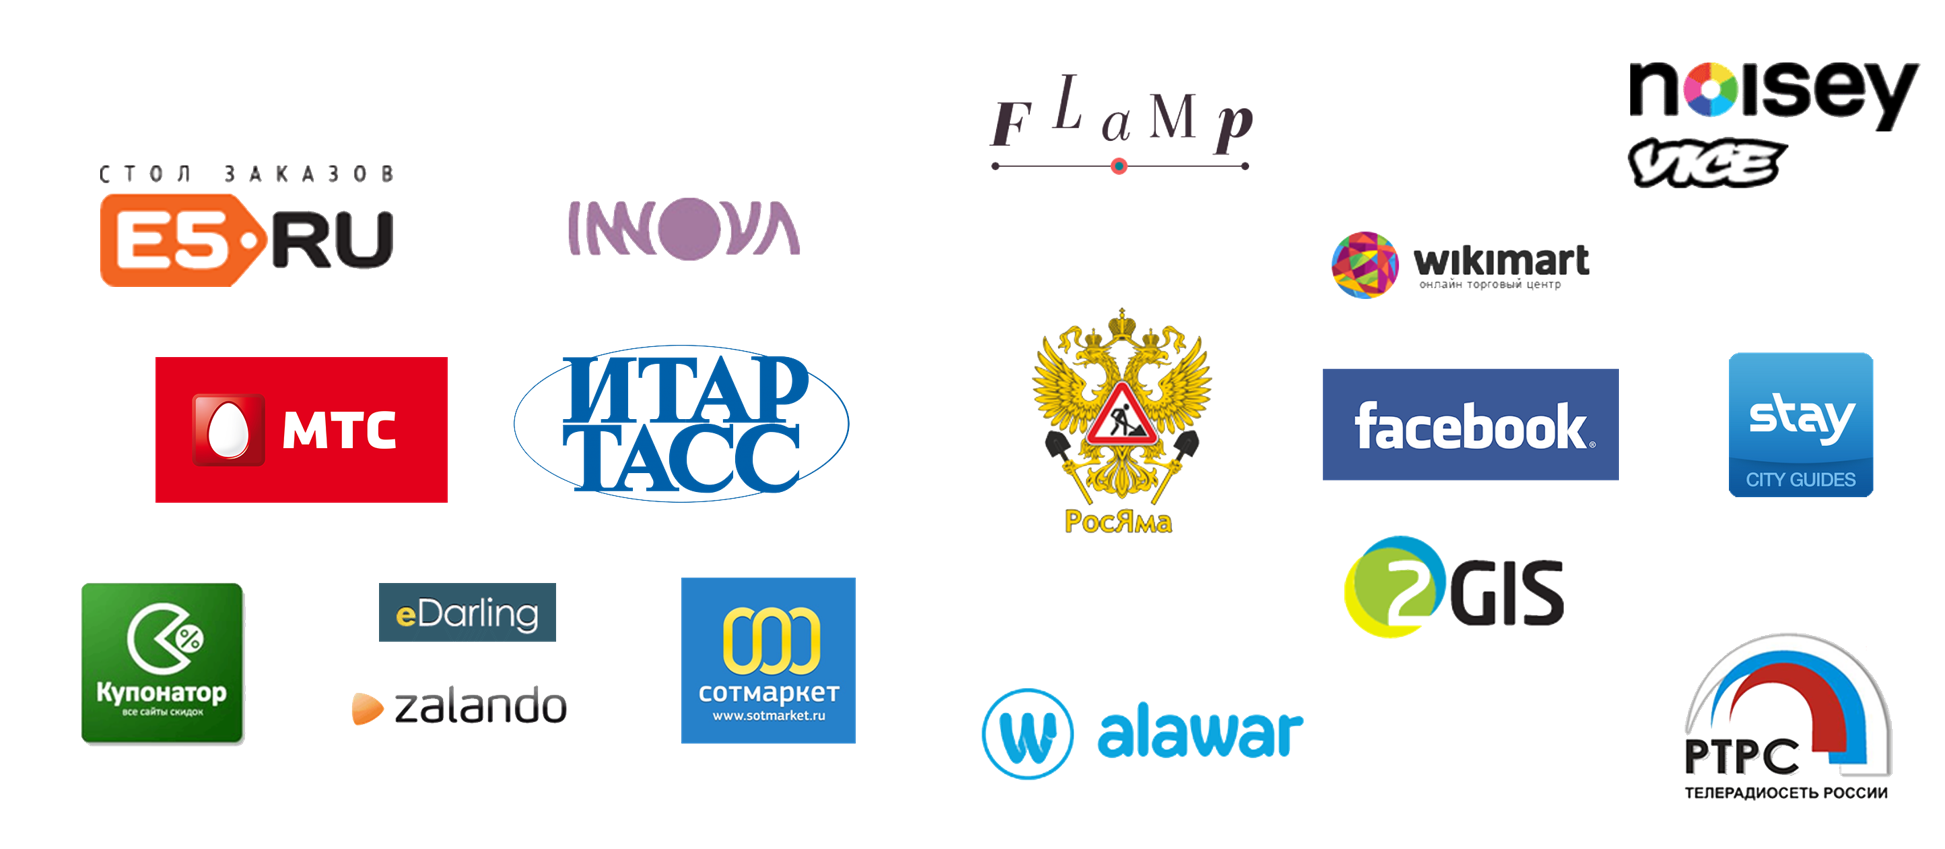 FLaMp
noisey
VICE
СТОЛ ЗАКАЗОВ
E5.RU
INNOVA
wikimart
онлайн торговый центр
МТС
ИТАР
ТАСС
РосЯма
facebook
stay
CITY GUIDES
2GIS
Купонатор
все сайты скидок
%
eDarling
zalando
сотмаркет
www.sotmarket.ru
w alawar
РТРС
ТЕЛЕРАДИОСЕТЬ РОССИИ